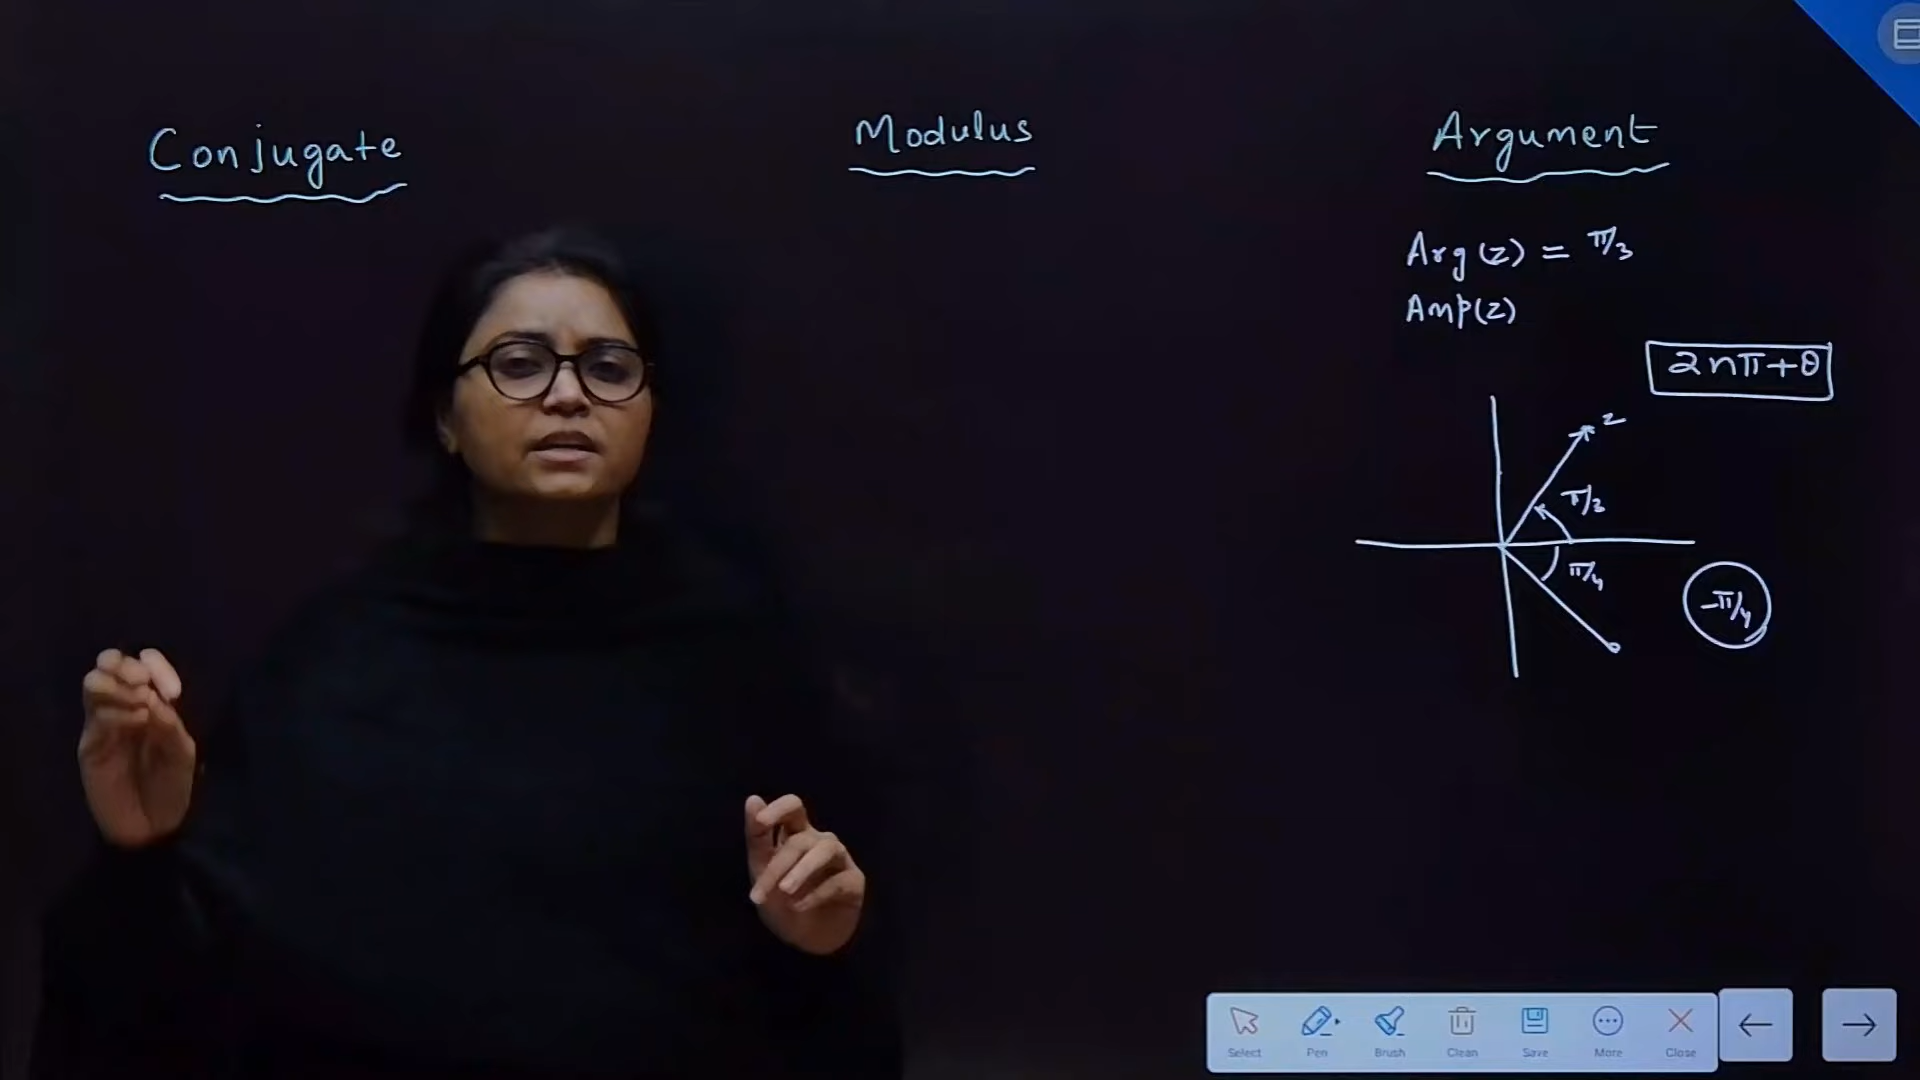 Conjugate
Modulus
Argument
Arg(z) = π/3
Amp(z)
2nπ+θ
z
π/3
π/4
-π/4
Select
Pen
Brush
Clean
Save
More
Close